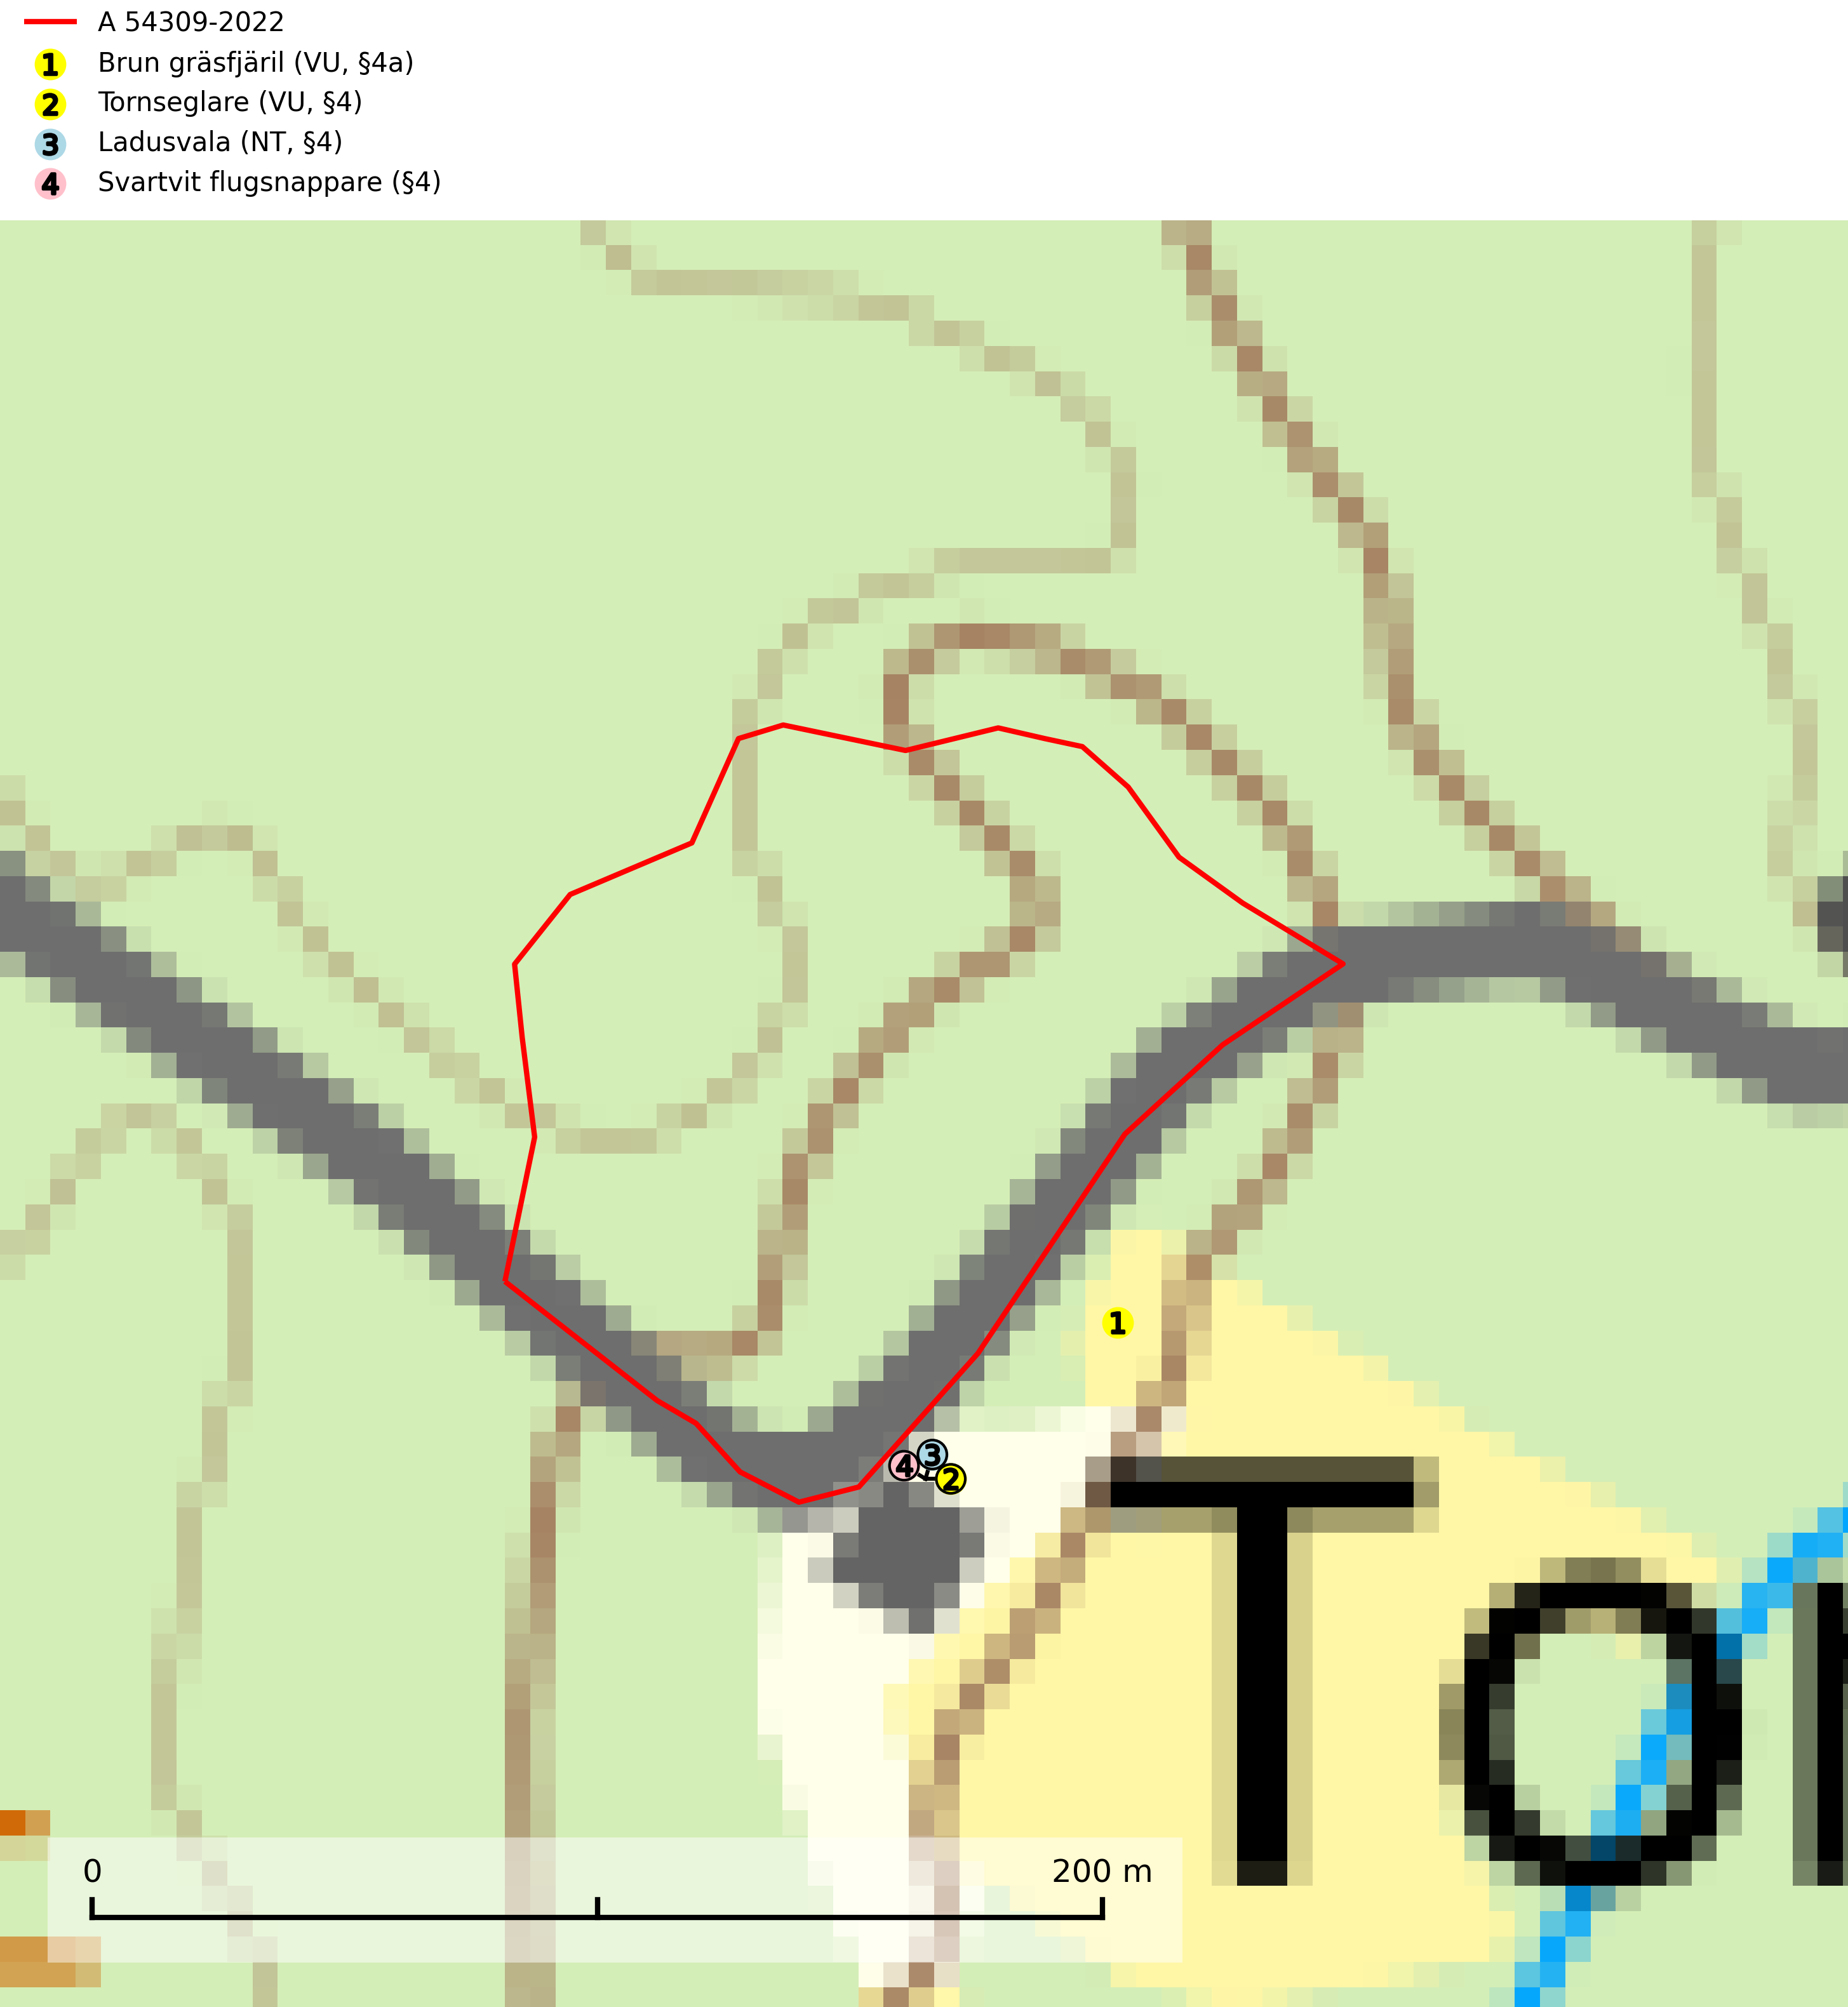 A 54309-2022
1 Brun gräsfjäril (VU, §4a)
2 Tornseglare (VU, §4)
3 Ladusvala (NT, §4)
4 Svartvit flugsnappare (§4)
1
3
4
2
To
0 200 m